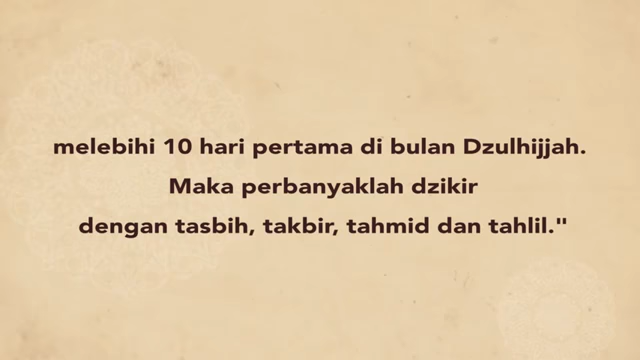 melebihi 10 hari pertama di bulan Dzulhijjah.
Maka perbanyaklah dzikir
dengan tasbih, takbir, tahmid dan tahlil."